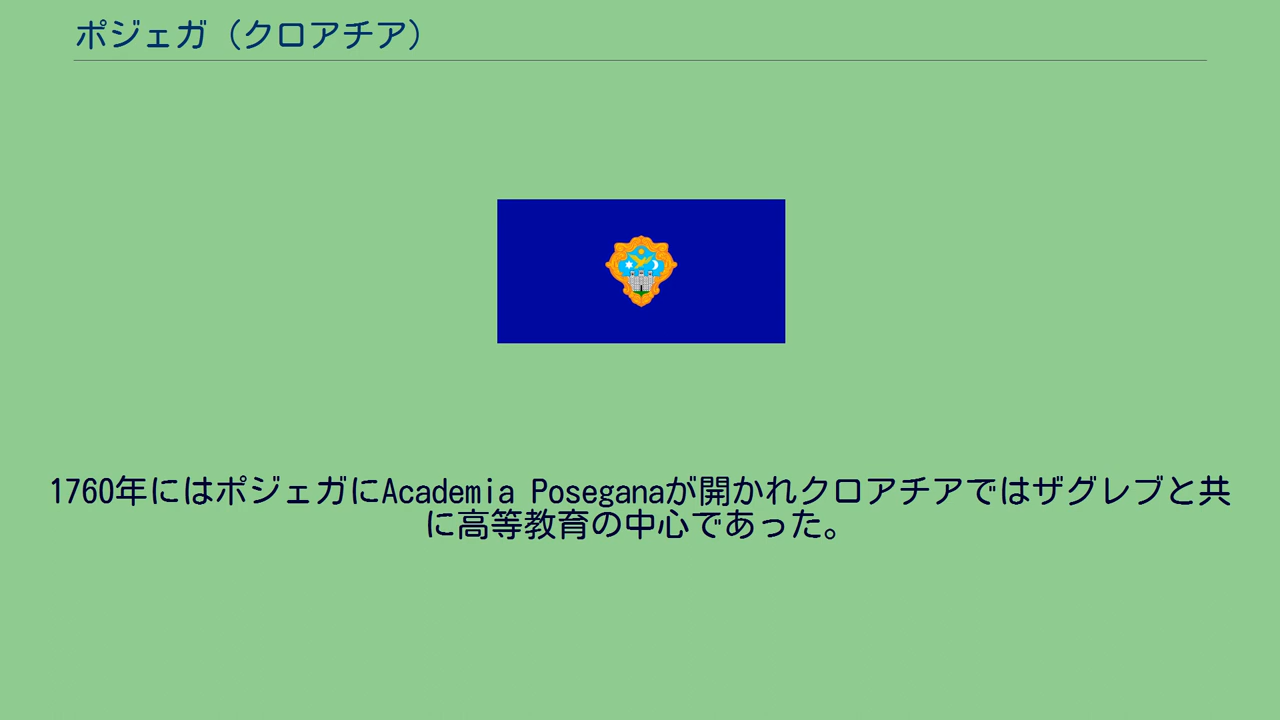 ポジェガ（クロアチア）
1760年にはポジェガにAcademia Poseganaが開かれクロアチアではザグレブと共
に高等教育の中心であった。